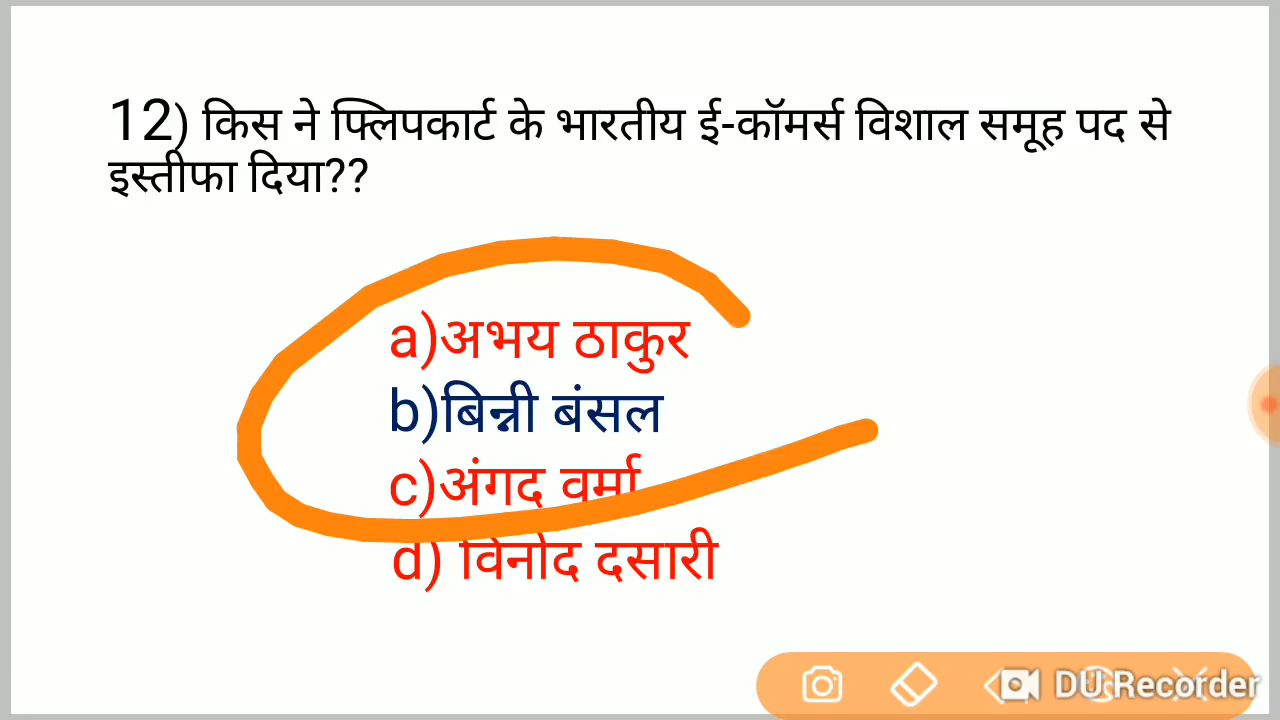 12) किस ने फ्लिपकार्ट के भारतीय ई-कॉमर्स विशाल समूह पद से
इस्तीफा दिया??
a)अभय ठाकुर
b)बिन्नी बंसल
c)अंगद वर्मा
d) विनोद दसारी
DU Recorder